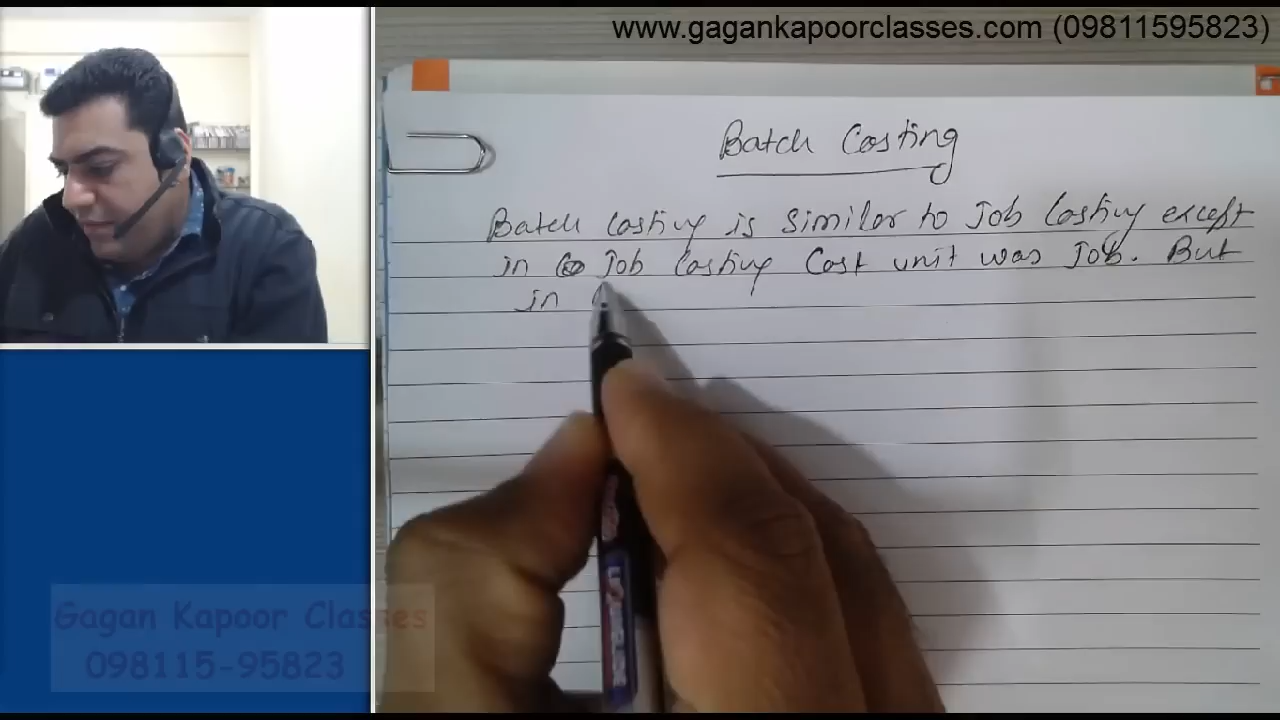 www.gagankapoorclasses.com (09811595823)
Batch Costing
Batch Costing is Similar to Job Costing except
in Job Costing Cost unit was Job. But
in
Gagan Kapoor Classes
098115-95823